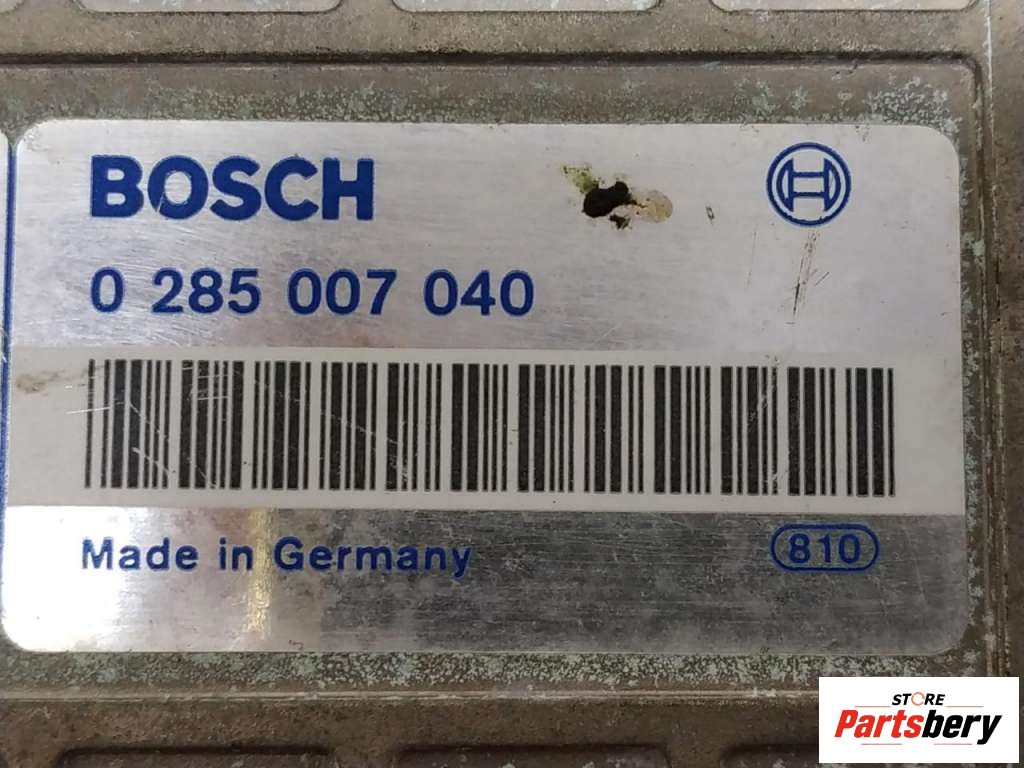 BOSCH
0 285 007 040
Made in Germany
810
STORE
Partsbery